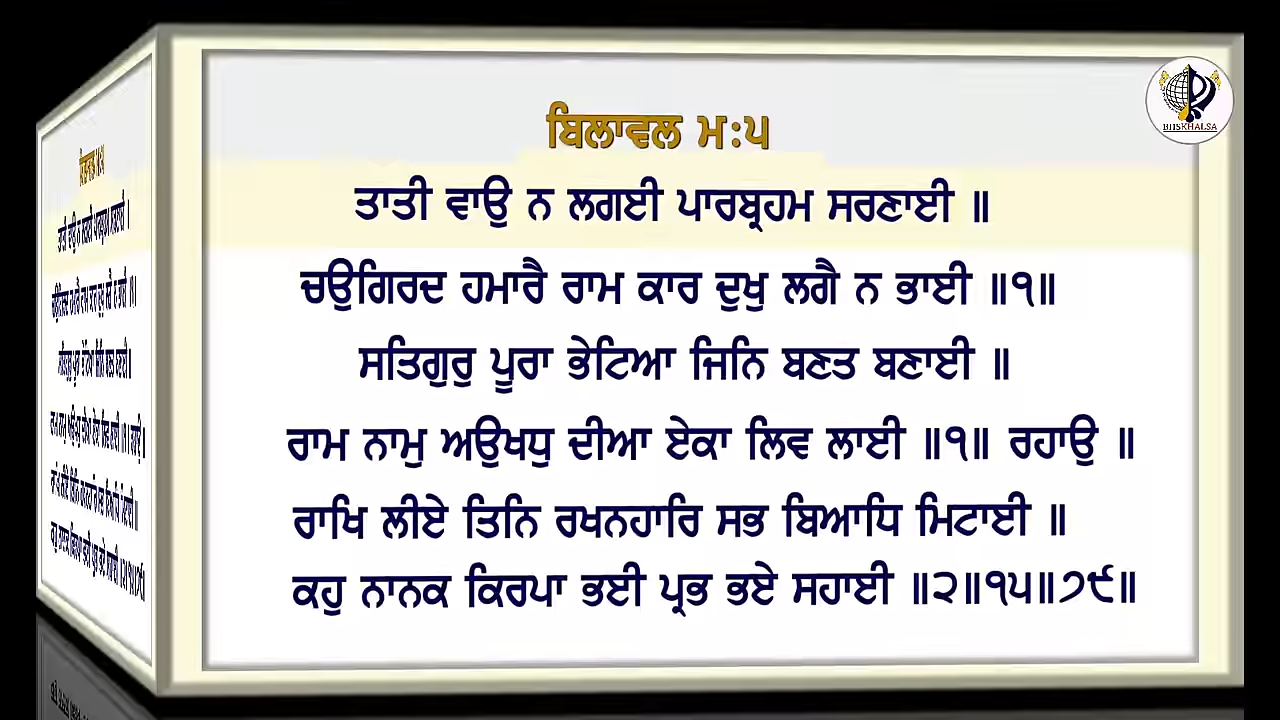 ਬਿਲਾਵਲ ਮ:ਪ
ਤਾਤੀ ਵਾਉ ਨ ਲਗਈ ਪਾਰਬ੍ਰਹਮ ਸਰਣਾਈ ॥
ਚਉਗਿਰਦ ਹਮਾਰੈ ਰਾਮ ਕਾਰ ਦੁਖੁ ਲਗੈ ਨ ਭਾਈ ॥੧॥
ਸਤਿਗੁਰੁ ਪੂਰਾ ਭੇਟਿਆ ਜਿਨਿ ਬਣਤ ਬਣਾਈ ॥
ਰਾਮ ਨਾਮੁ ਅਉਖਧੁ ਦੀਆ ਏਕਾ ਲਿਵ ਲਾਈ ॥੧॥ ਰਹਾਉ ॥
ਰਾਖਿ ਲੀਏ ਤਿਨਿ ਰਖਨਹਾਰਿ ਸਭ ਬਿਆਧਿ ਮਿਟਾਈ ॥
ਕਹੁ ਨਾਨਕ ਕਿਰਪਾ ਭਈ ਪ੍ਰਭ ਭਏ ਸਹਾਈ ॥੨॥੧੫॥੭੯॥
BIISKHALSA